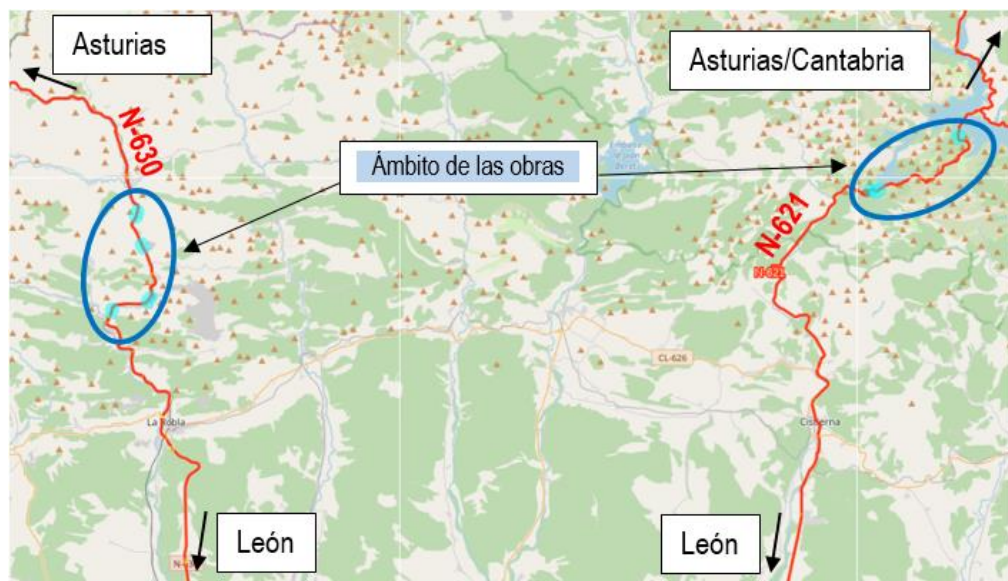 Asturias
Asturias/Cantabria
N-630
Ámbito de las obras
N-621
N-621
CL-626
La Robla
Cistierna
León
León